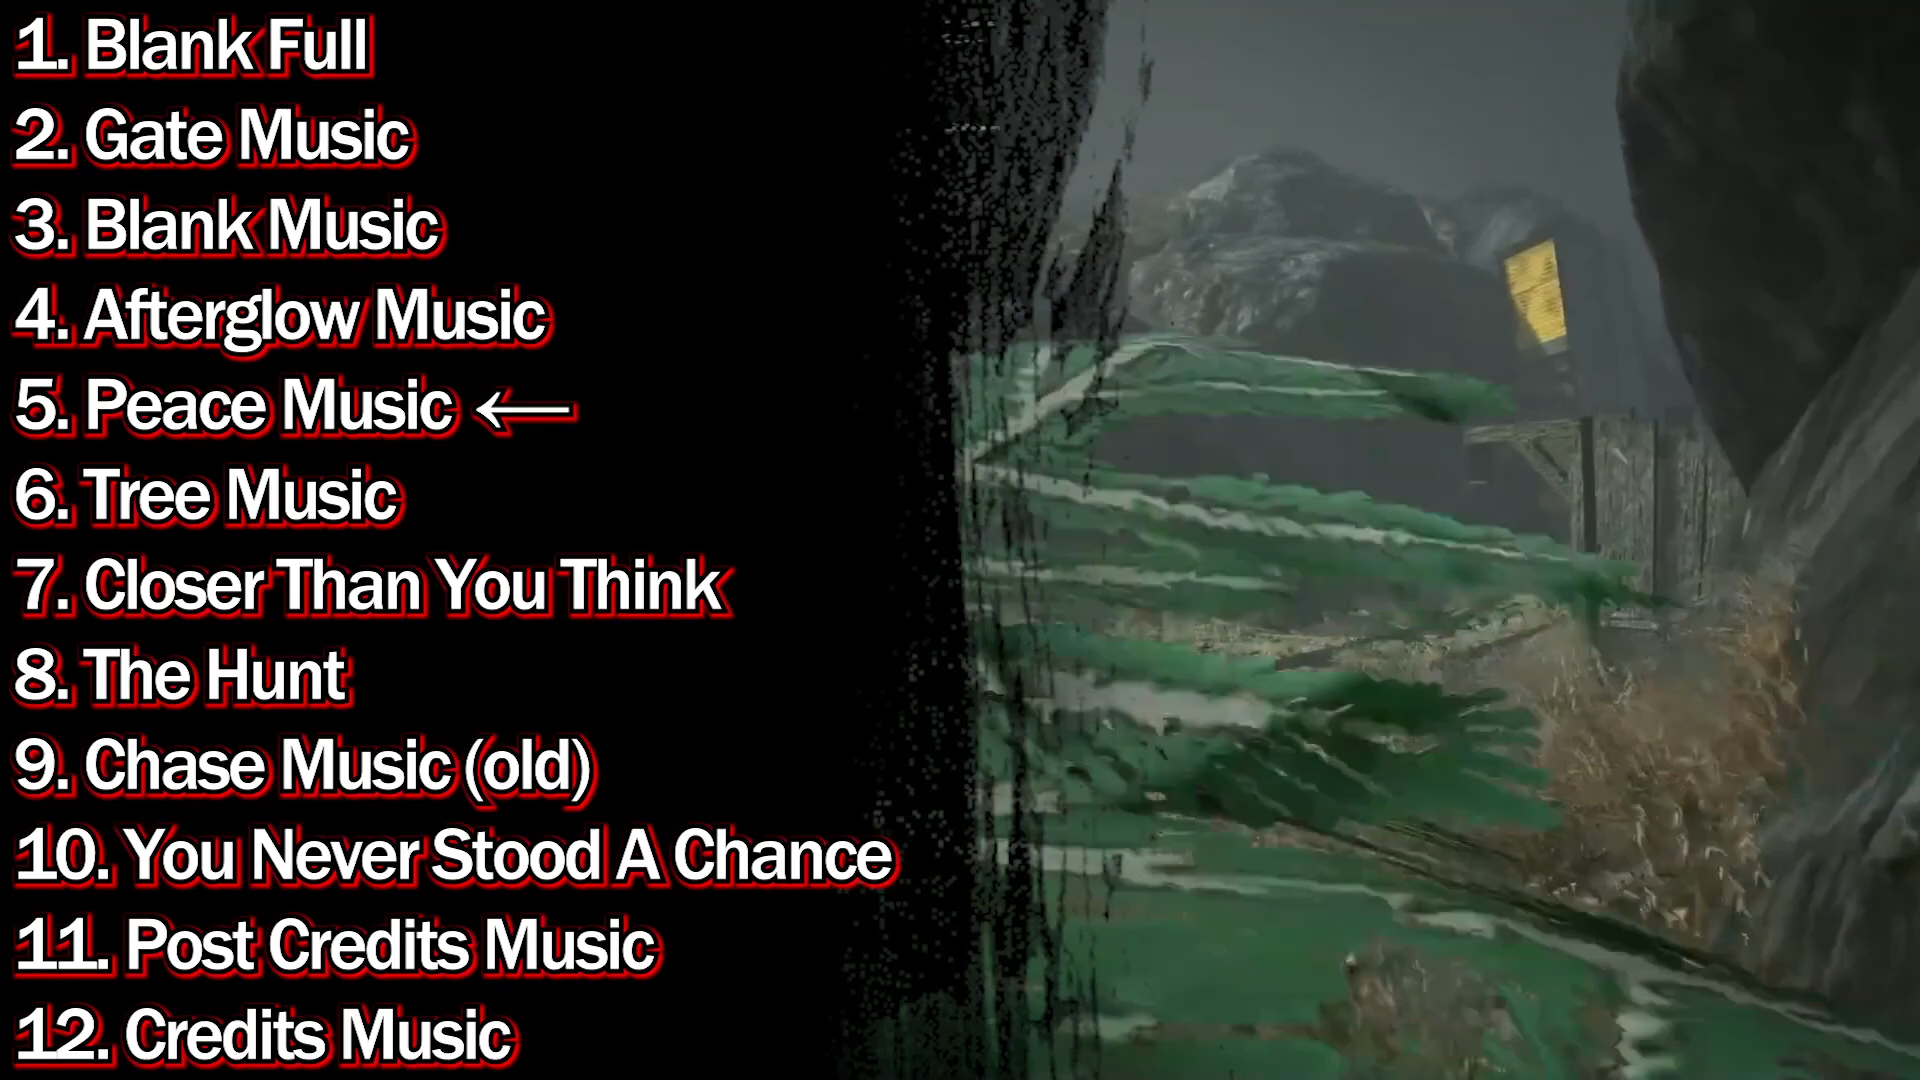 1. Blank Full
2. Gate Music
3. Blank Music
4. Afterglow Music
5. Peace Music ←
6. Tree Music
7. Closer Than You Think
8. The Hunt
9. Chase Music (old)
10. You Never Stood A Chance
11. Post Credits Music
12. Credits Music